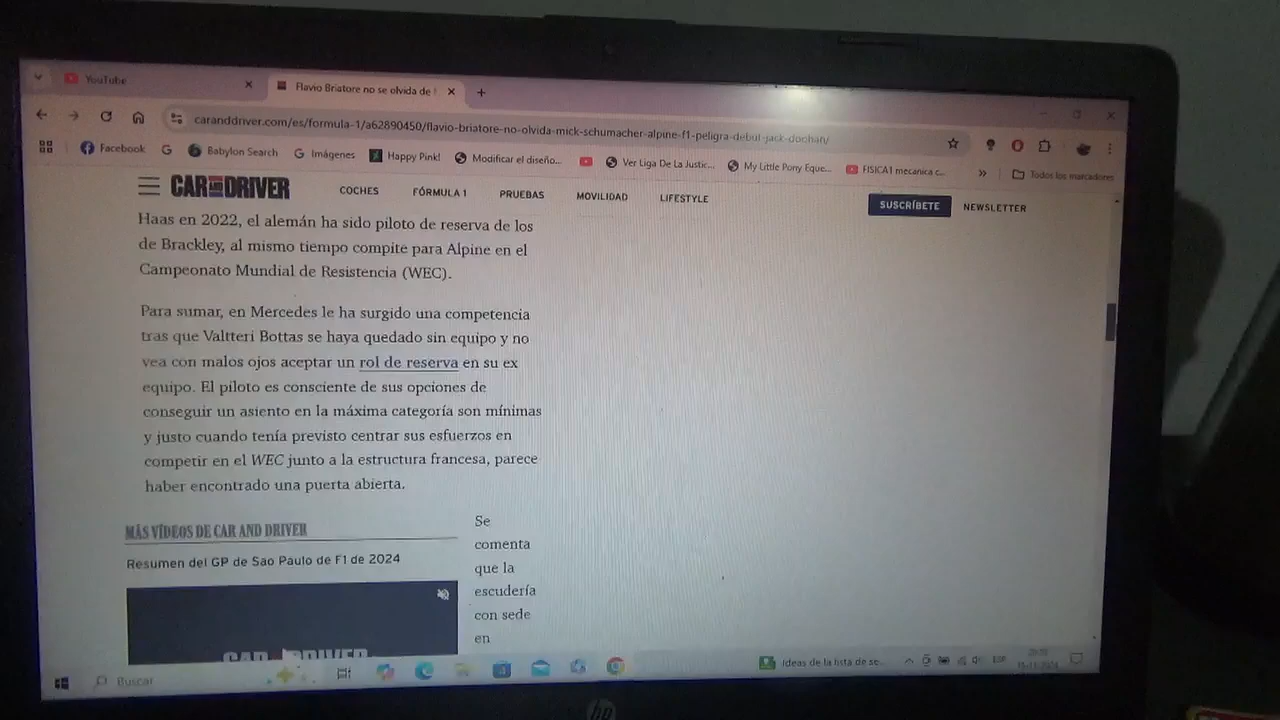 YouTube
Flavio Briatore no se olvida de
caranddriver.com/es/formula-1/a62890450/flavio-briatore-no-olvida-mick-schumacher-alpine-f1-peligra-debut-jack-doohan/
Facebook
Babylon Search
Imágenes
Happy Pink!
Modificar el diseño...
Ver Liga De La Justic...
My Little Pony Eque...
FISICA1 mecanica c...
»
Todos los marcadores
CAR AND DRIVER
COCHES
FÓRMULA 1
PRUEBAS
MOVILIDAD
LIFESTYLE
SUSCRÍBETE
NEWSLETTER
Haas en 2022, el alemán ha sido piloto de reserva de los
de Brackley, al mismo tiempo compite para Alpine en el
Campeonato Mundial de Resistencia (WEC).
Para sumar, en Mercedes le ha surgido una competencia
tras que Valtteri Bottas se haya quedado sin equipo y no
vea con malos ojos aceptar un rol de reserva en su ex
equipo. El piloto es consciente de sus opciones de
conseguir un asiento en la máxima categoría son mínimas
y justo cuando tenía previsto centrar sus esfuerzos en
competir en el WEC junto a la estructura francesa, parece
haber encontrado una puerta abierta.
MÁS VÍDEOS DE CAR AND DRIVER
Resumen del GP de Sao Paulo de F1 de 2024
CAR AND DRIVER
Se
comenta
que la
escudería
con sede
en
Buscar
Ideas de la lista de se...
ESP
hp